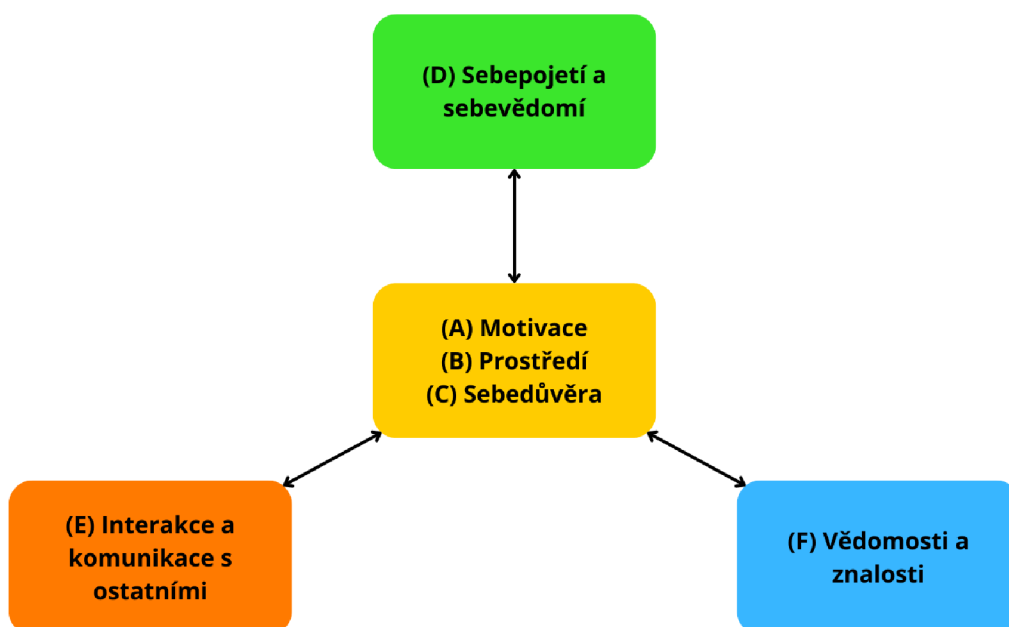 (D) Sebepojetí a
sebevědomí
(A) Motivace
(B) Prostředí
(C) Sebedůvěra
(E) Interakce a
komunikace s
ostatními
(F) Vědomosti a
znalosti